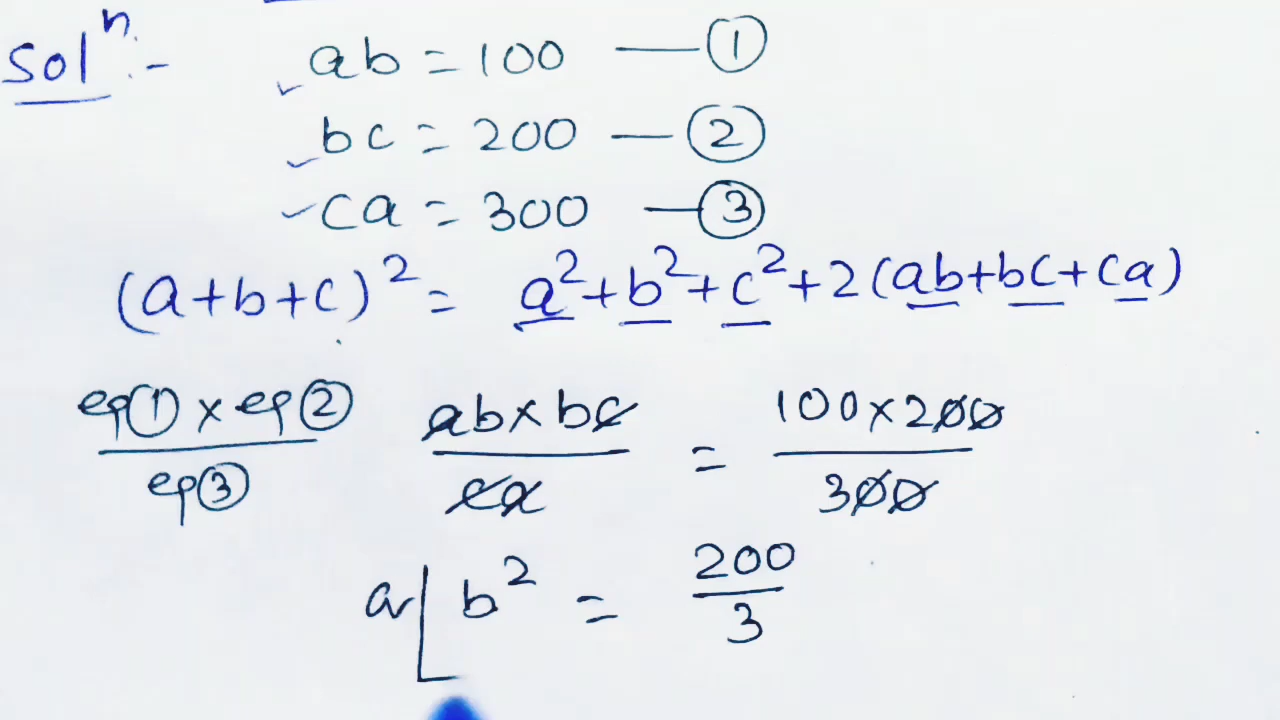 Solⁿ:- ab = 100 —①
bc = 200 —②
ca = 300 —③
(a+b+c)² = a²+b²+c²+2(ab+bc+ca)
eq① × eq② / eq③ ab×bc / ca = 100×200 / 300
or b² = 200 / 3